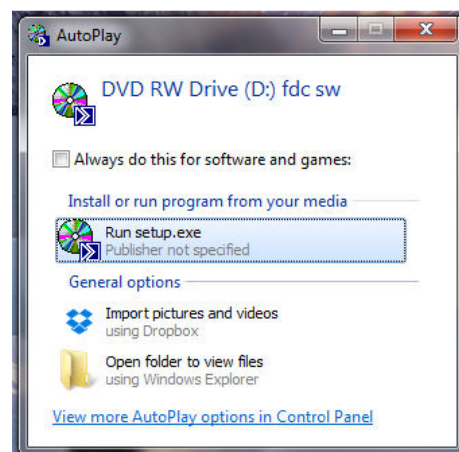 AutoPlay
DVD RW Drive (D:) fdc sw
Always do this for software and games:
Install or run program from your media
Run setup.exe
Publisher not specified
General options
Import pictures and videos
using Dropbox
Open folder to view files
using Windows Explorer
View more AutoPlay options in Control Panel